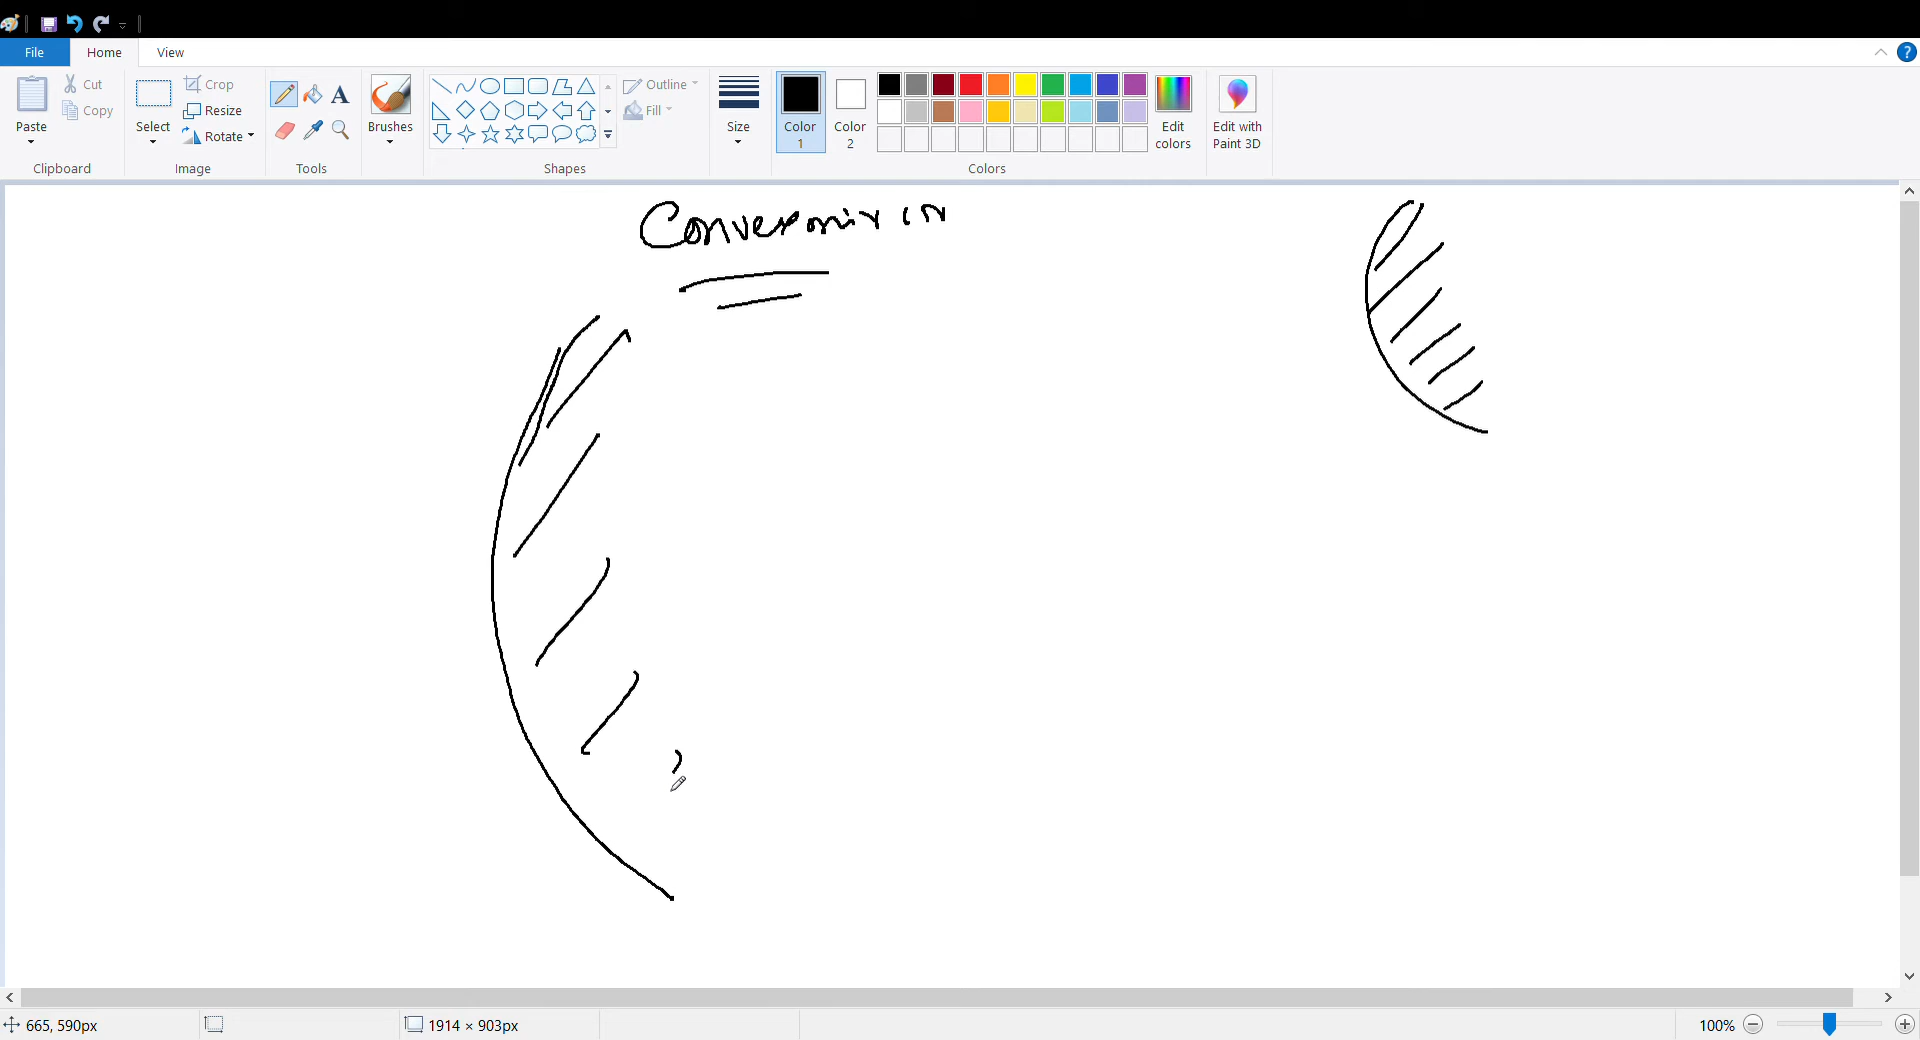 File Home View
Paste Cut Copy Select Crop Resize Rotate Brushes Outline Fill Size Color 1 Color 2 Edit colors Edit with Paint 3D
Clipboard Image Tools Shapes Colors
665, 590px 1914 × 903px 100%